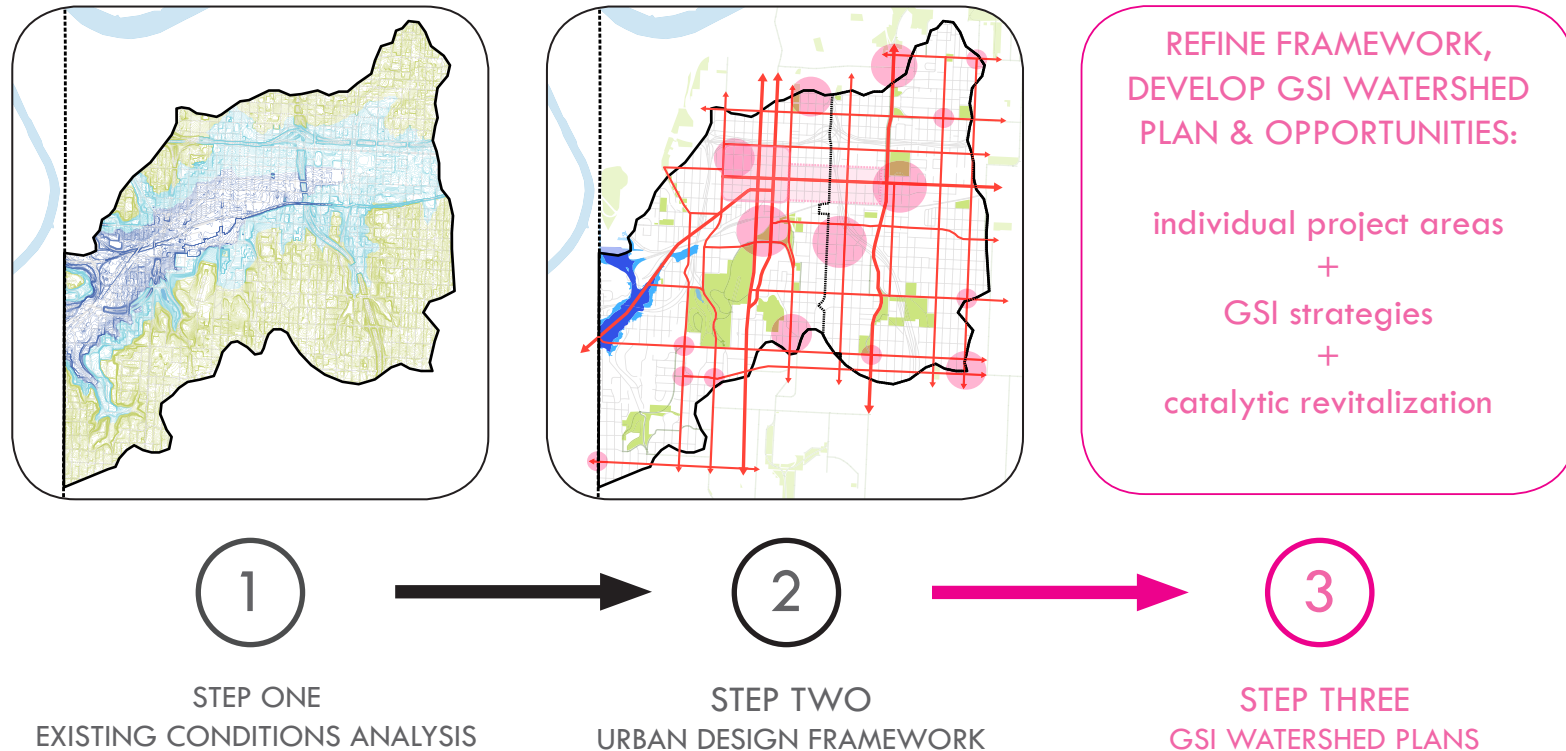 REFINE FRAMEWORK,
DEVELOP GSI WATERSHED
PLAN & OPPORTUNITIES:
individual project areas
+
GSI strategies
+
catalytic revitalization
1
2
3
STEP ONE
EXISTING CONDITIONS ANALYSIS
STEP TWO
URBAN DESIGN FRAMEWORK
STEP THREE
GSI WATERSHED PLANS